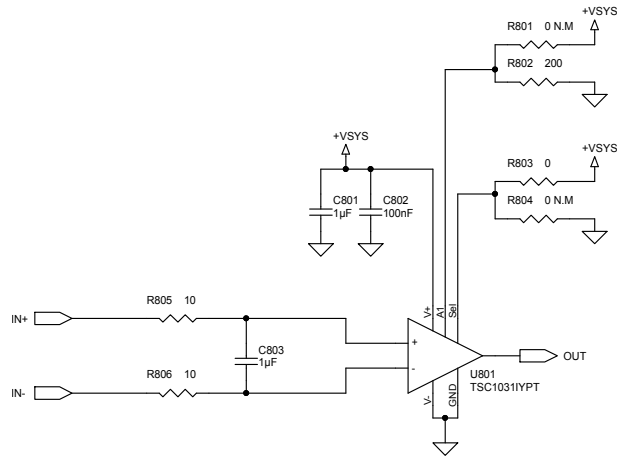 +VSYS
R801 0 N.M
R802 200
+VSYS
+VSYS
R803 0
R804 0 N.M
C801
1µF
C802
100nF
V+
A1
Sel
R805 10
IN+
+
C803
1µF
-
OUT
R806 10
IN-
U801
TSC1031IYPT
V-
GND